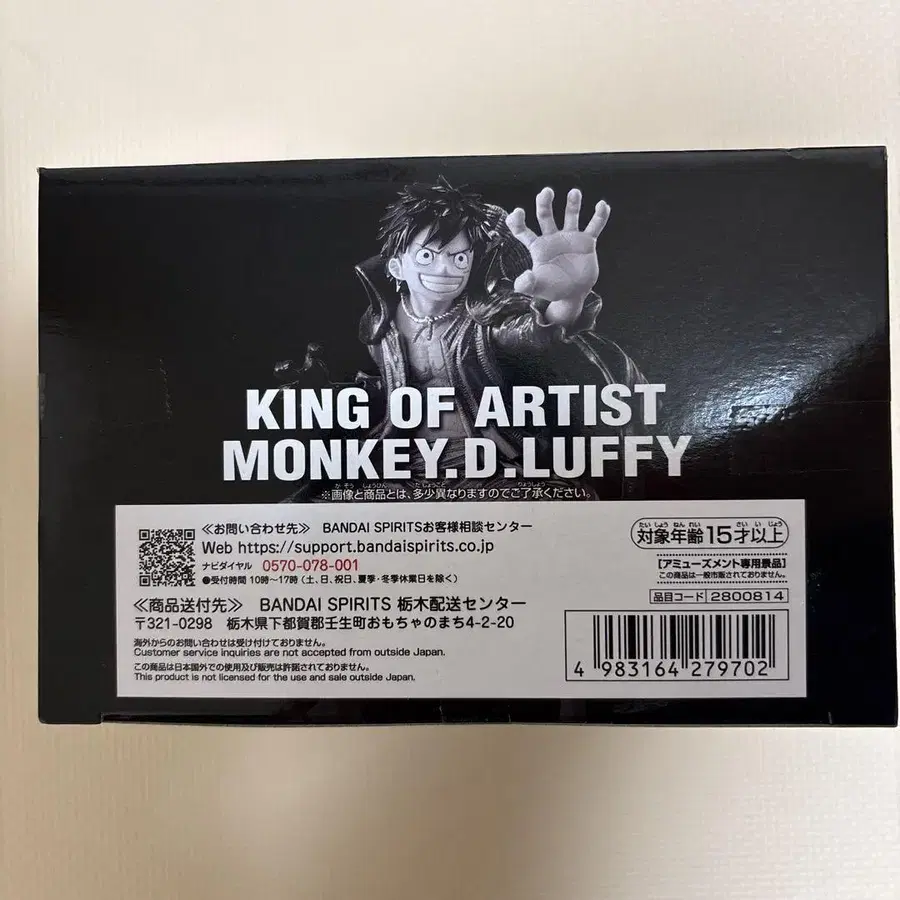 KING OF ARTIST
MONKEY.D.LUFFY
※画像と商品とは、多少異なりますのでご了承ください。
≪お問い合わせ先≫ BANDAI SPIRITSお客様相談センター
Web https://support.bandaispirits.co.jp
ナビダイヤル 0570-078-001
●受付時間 10時〜17時 (土、日、祝日、夏季・冬季休業日を除く)
≪商品送付先≫ BANDAI SPIRITS 栃木配送センター
〒321-0298 栃木県下都賀郡壬生町おもちゃのまち4-2-20
海外からのお問い合わせは受け付けておりません。
Customer service inquiries are not accepted from outside Japan.
この商品は日本国外での使用及び販売は許諾されておりません。
This product is not licensed for the use and sale outside Japan.
対象年齢15才以上
[アミューズメント専用景品]
この商品は一般市販されておりません。
品目コード 2800814
4 983164 279702